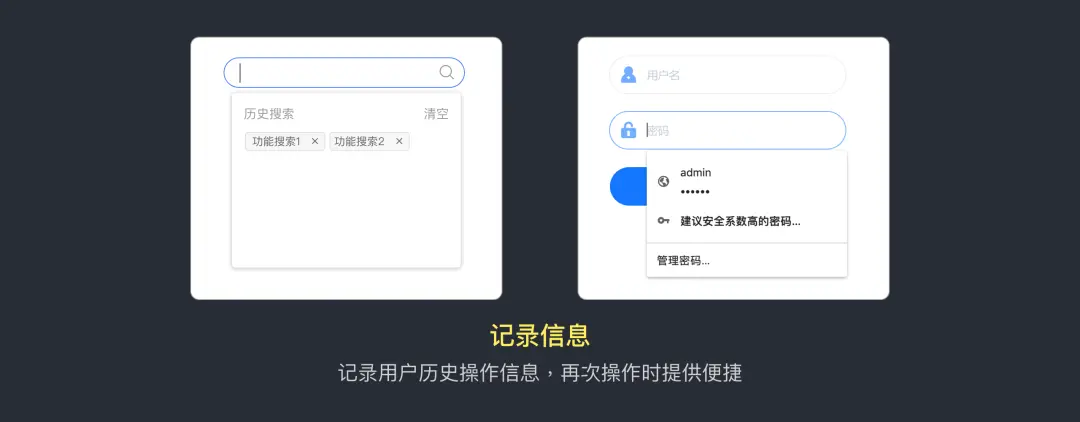 历史搜索 清空
功能搜索1 × 功能搜索2 ×
用户名
密码
admin
••••••
建议安全系数高的密码...
管理密码...
记录信息
记录用户历史操作信息，再次操作时提供便捷